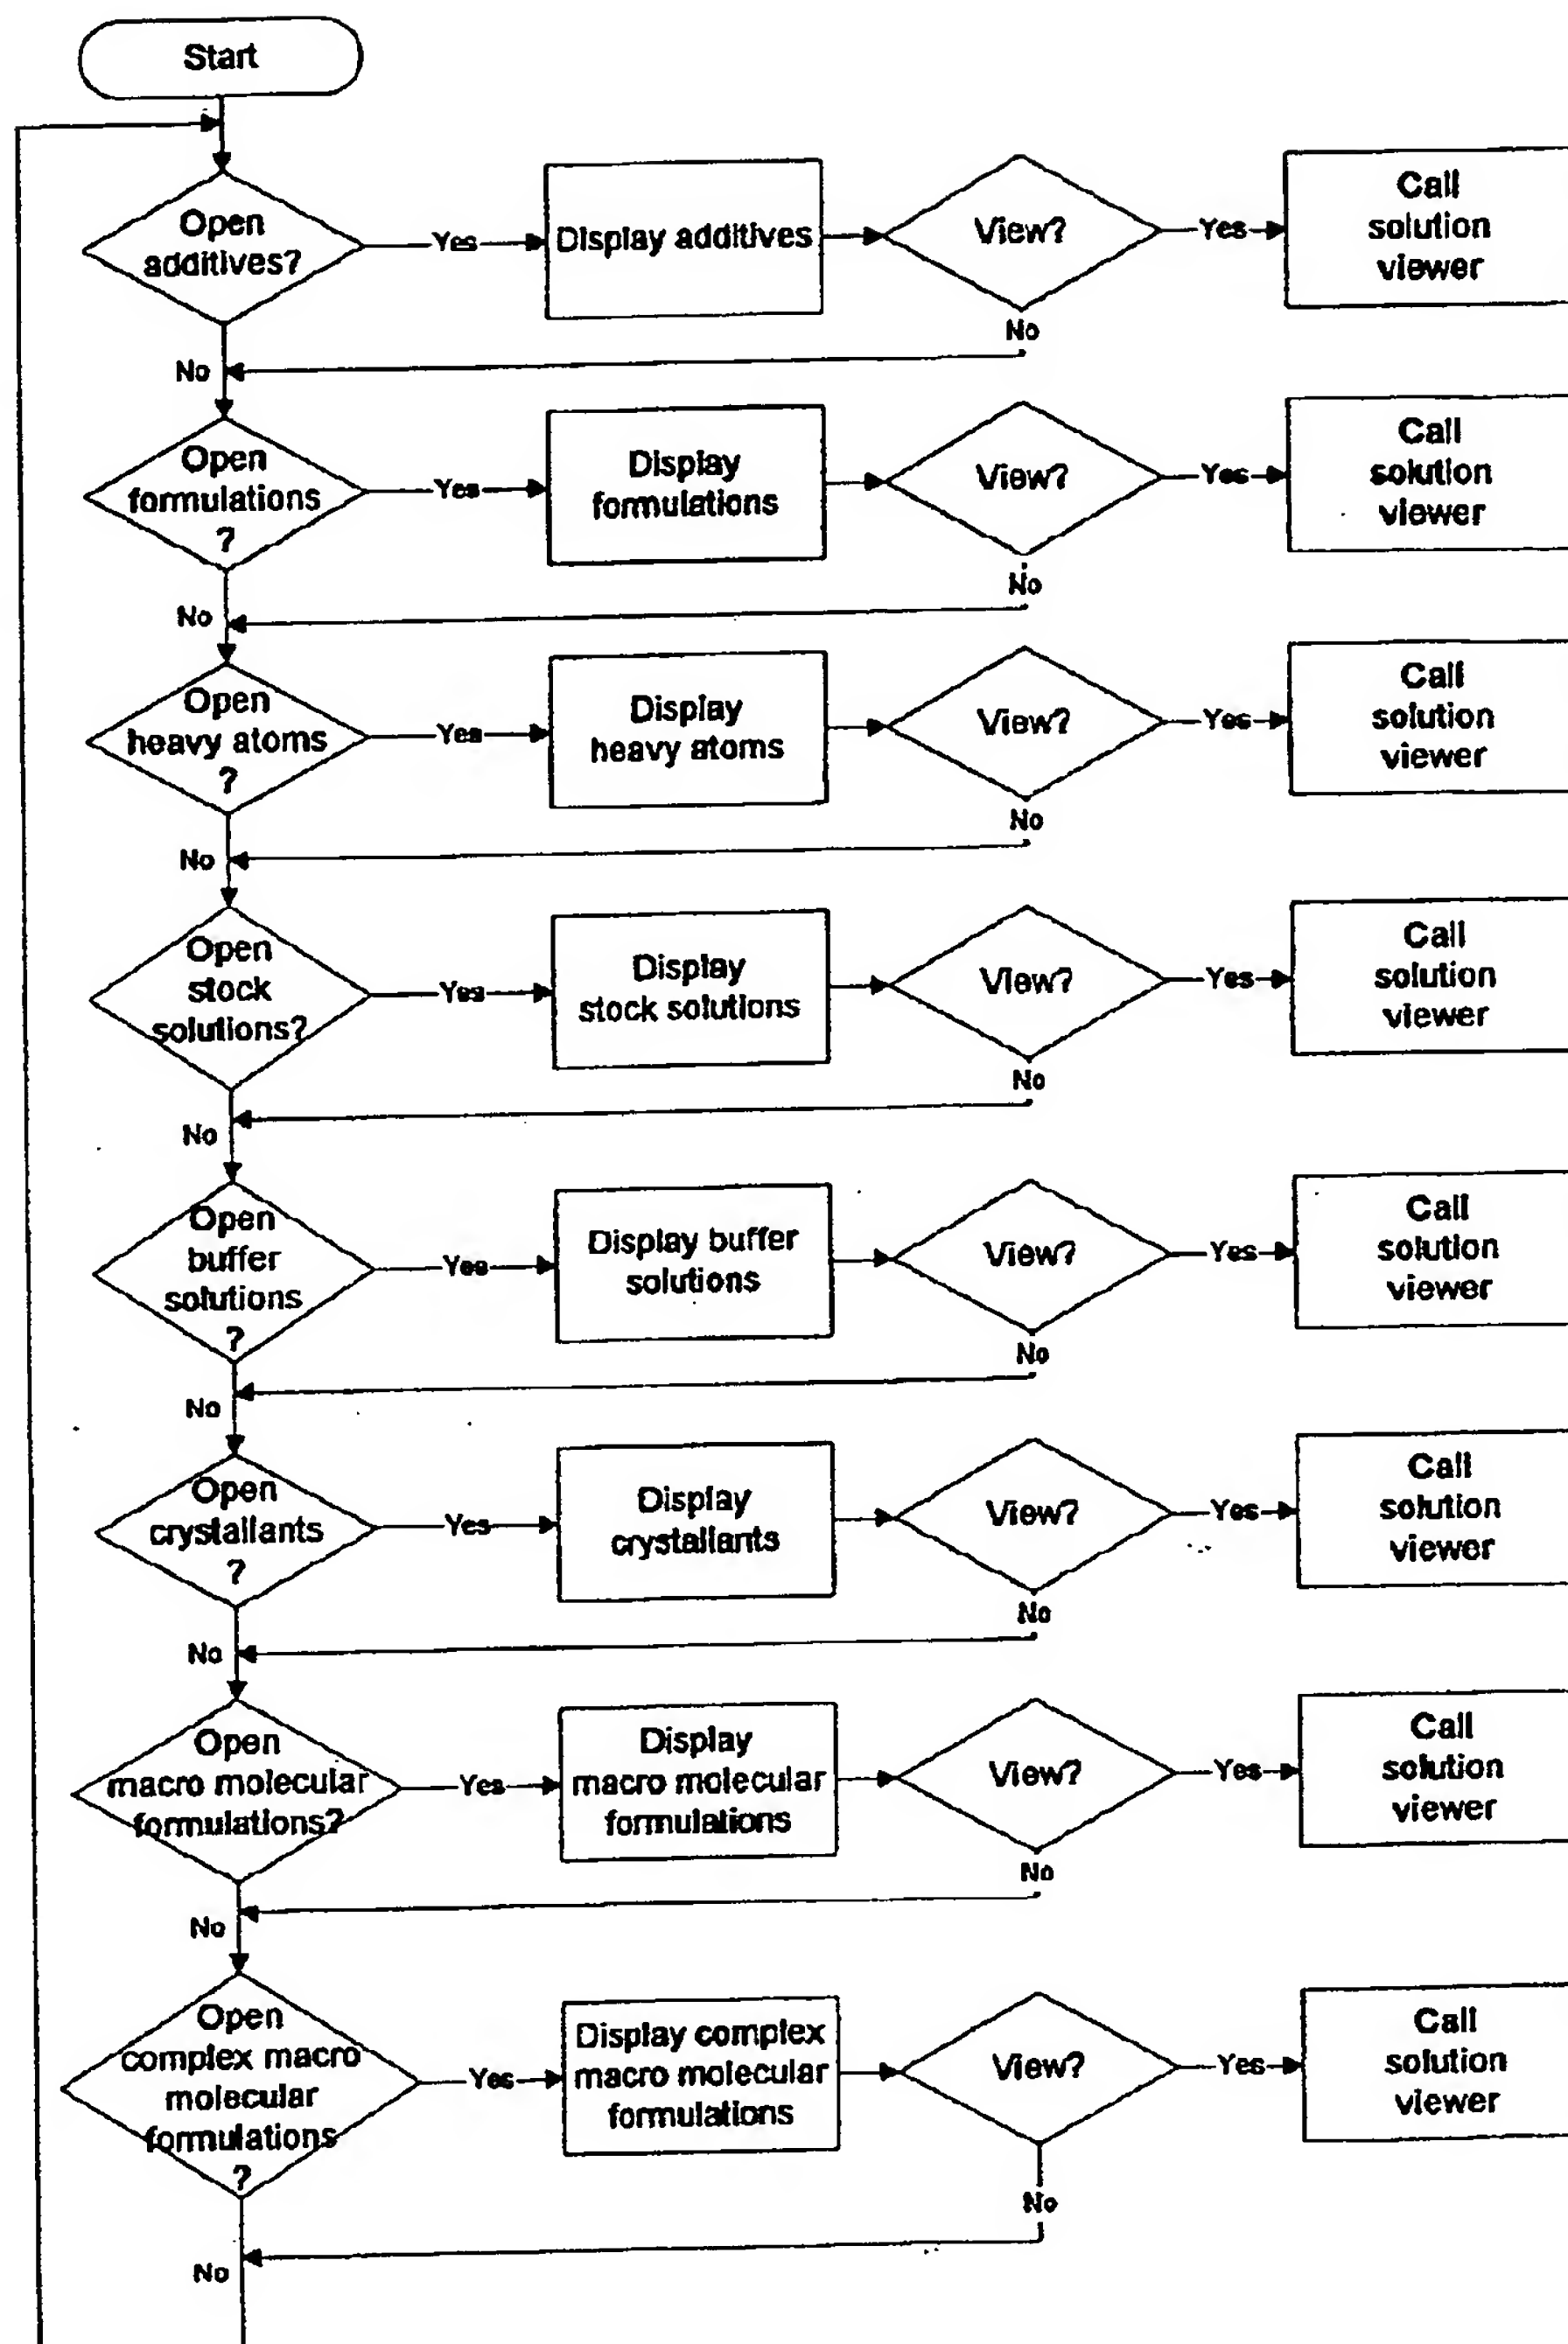 Start
Open
additives?
Yes
Display additives
View?
Yes
Call
solution
viewer
No
No
Open
formulations
?
Yes
Display
formulations
View?
Yes
Call
solution
viewer
No
No
Open
heavy atoms
?
Yes
Display
heavy atoms
View?
Yes
Call
solution
viewer
No
No
Open
stock
solutions?
Yes
Display
stock solutions
View?
Yes
Call
solution
viewer
No
No
Open
buffer
solutions
?
Yes
Display buffer
solutions
View?
Yes
Call
solution
viewer
No
No
Open
crystallants
?
Yes
Display
crystallants
View?
Yes
Call
solution
viewer
No
No
Open
macro molecular
formulations?
Yes
Display
macro molecular
formulations
View?
Yes
Call
solution
viewer
No
No
Open
complex macro
molecular
formulations
?
Yes
Display complex
macro molecular
formulations
View?
Yes
Call
solution
viewer
No
No